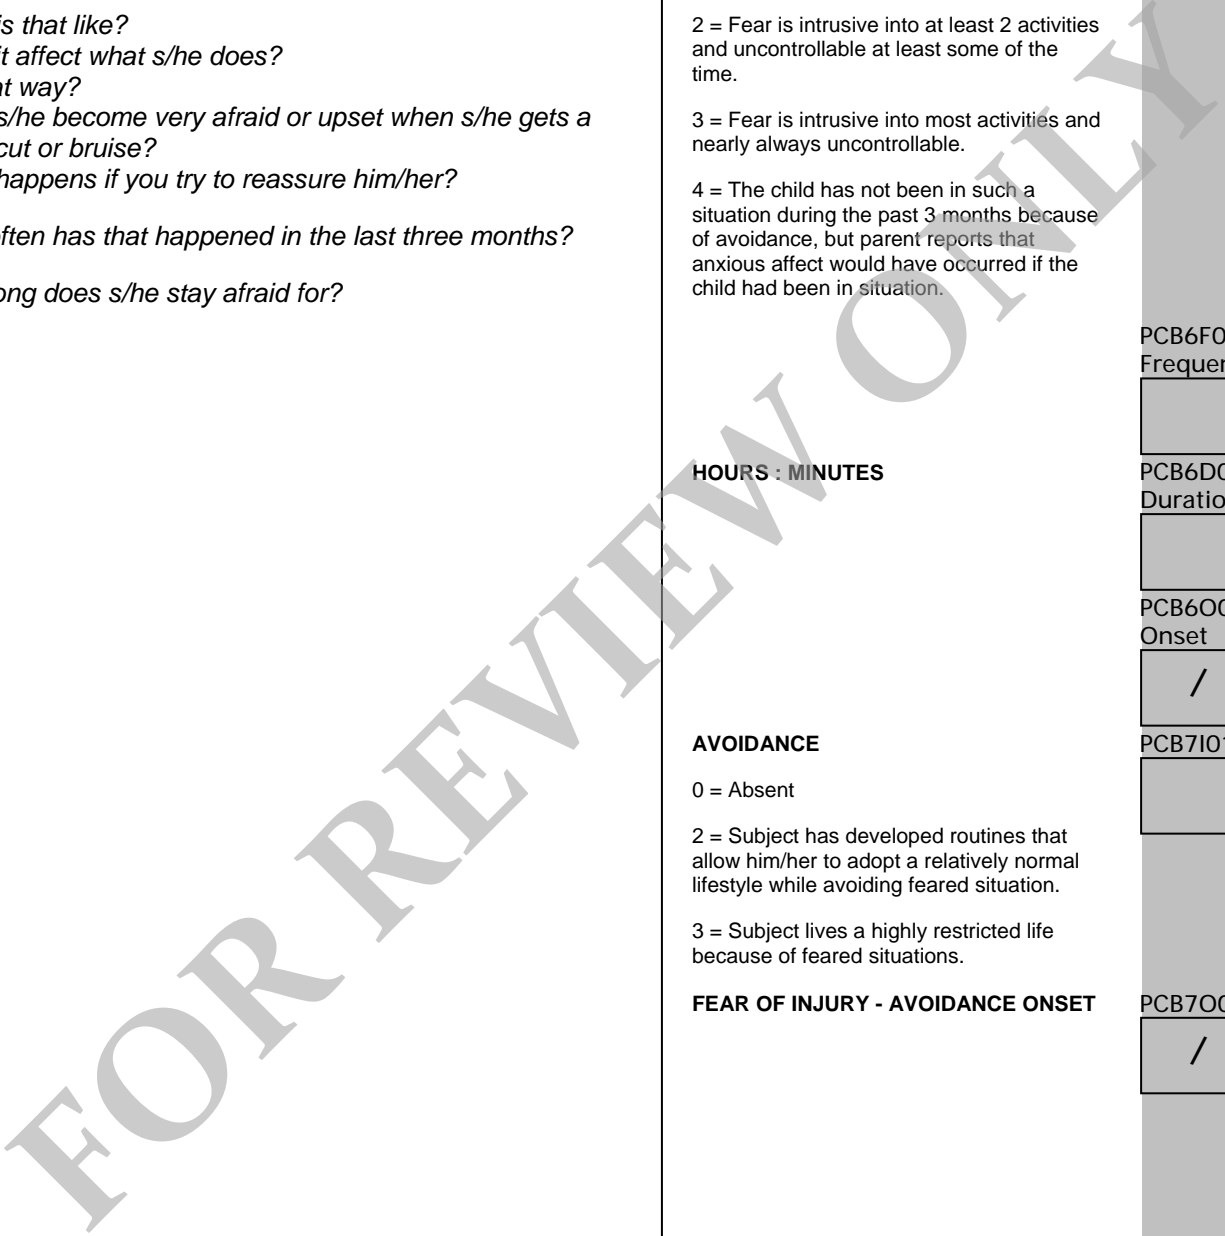 is that like?
it affect what s/he does?
at way?
s/he become very afraid or upset when s/he gets a
cut or bruise?
happens if you try to reassure him/her?
often has that happened in the last three months?
ong does s/he stay afraid for?
2 = Fear is intrusive into at least 2 activities
and uncontrollable at least some of the
time.
3 = Fear is intrusive into most activities and
nearly always uncontrollable.
4 = The child has not been in such a
situation during the past 3 months because
of avoidance, but parent reports that
anxious affect would have occurred if the
child had been in situation.
HOURS : MINUTES
AVOIDANCE
0 = Absent
2 = Subject has developed routines that
allow him/her to adopt a relatively normal
lifestyle while avoiding feared situation.
3 = Subject lives a highly restricted life
because of feared situations.
FEAR OF INJURY - AVOIDANCE ONSET
PCB6F0
Frequen
PCB6D0
Duratio
PCB6O0
Onset
/
PCB7I01
PCB7O0
/
FOR REVIEW ONLY